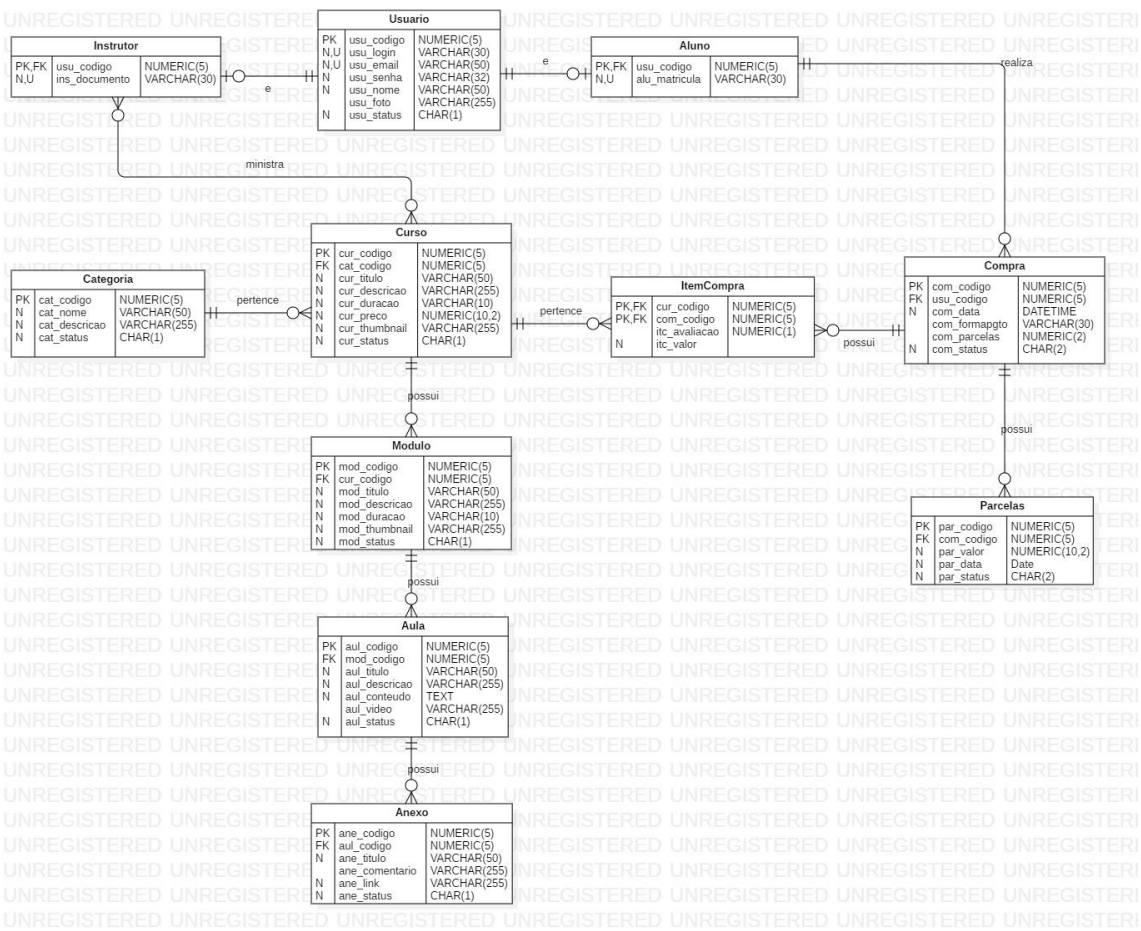 Usuario
PK usu_codigo NUMERIC(5)
N,U usu_login VARCHAR(30)
N,U usu_email VARCHAR(50)
N usu_senha VARCHAR(32)
N usu_nome VARCHAR(50)
usu_foto VARCHAR(255)
N usu_status CHAR(1)
Instrutor
PK,FK usu_codigo NUMERIC(5)
N,U ins_documento VARCHAR(30)
e
e
Aluno
PK,FK usu_codigo NUMERIC(5)
N,U alu_matricula VARCHAR(30)
realiza
ministra
Curso
PK cur_codigo NUMERIC(5)
FK cat_codigo NUMERIC(5)
N cur_titulo VARCHAR(50)
N cur_descricao VARCHAR(255)
N cur_duracao VARCHAR(10)
N cur_preco NUMERIC(10,2)
N cur_thumbnail VARCHAR(255)
N cur_status CHAR(1)
Categoria
PK cat_codigo NUMERIC(5)
N cat_nome VARCHAR(50)
N cat_descricao VARCHAR(255)
N cat_status CHAR(1)
pertence
pertence
ItemCompra
PK,FK cur_codigo NUMERIC(5)
PK,FK com_codigo NUMERIC(5)
itc_avaliacao NUMERIC(1)
N itc_valor
possui
Compra
PK com_codigo NUMERIC(5)
FK usu_codigo NUMERIC(5)
N com_data DATETIME
com_formapgto VARCHAR(30)
com_parcelas NUMERIC(2)
N com_status CHAR(2)
possui
Parcelas
PK par_codigo NUMERIC(5)
FK com_codigo NUMERIC(5)
N par_valor NUMERIC(10,2)
N par_data Date
N par_status CHAR(2)
possui
Modulo
PK mod_codigo NUMERIC(5)
FK cur_codigo NUMERIC(5)
N mod_titulo VARCHAR(50)
N mod_descricao VARCHAR(255)
N mod_duracao VARCHAR(10)
N mod_thumbnail VARCHAR(255)
N mod_status CHAR(1)
possui
Aula
PK aul_codigo NUMERIC(5)
FK mod_codigo NUMERIC(5)
N aul_titulo VARCHAR(50)
N aul_descricao VARCHAR(255)
N aul_conteudo TEXT
aul_video VARCHAR(255)
N aul_status CHAR(1)
possui
Anexo
PK ane_codigo NUMERIC(5)
FK aul_codigo NUMERIC(5)
N ane_titulo VARCHAR(50)
ane_comentario VARCHAR(255)
N ane_link VARCHAR(255)
N ane_status CHAR(1)
UNREGISTERED